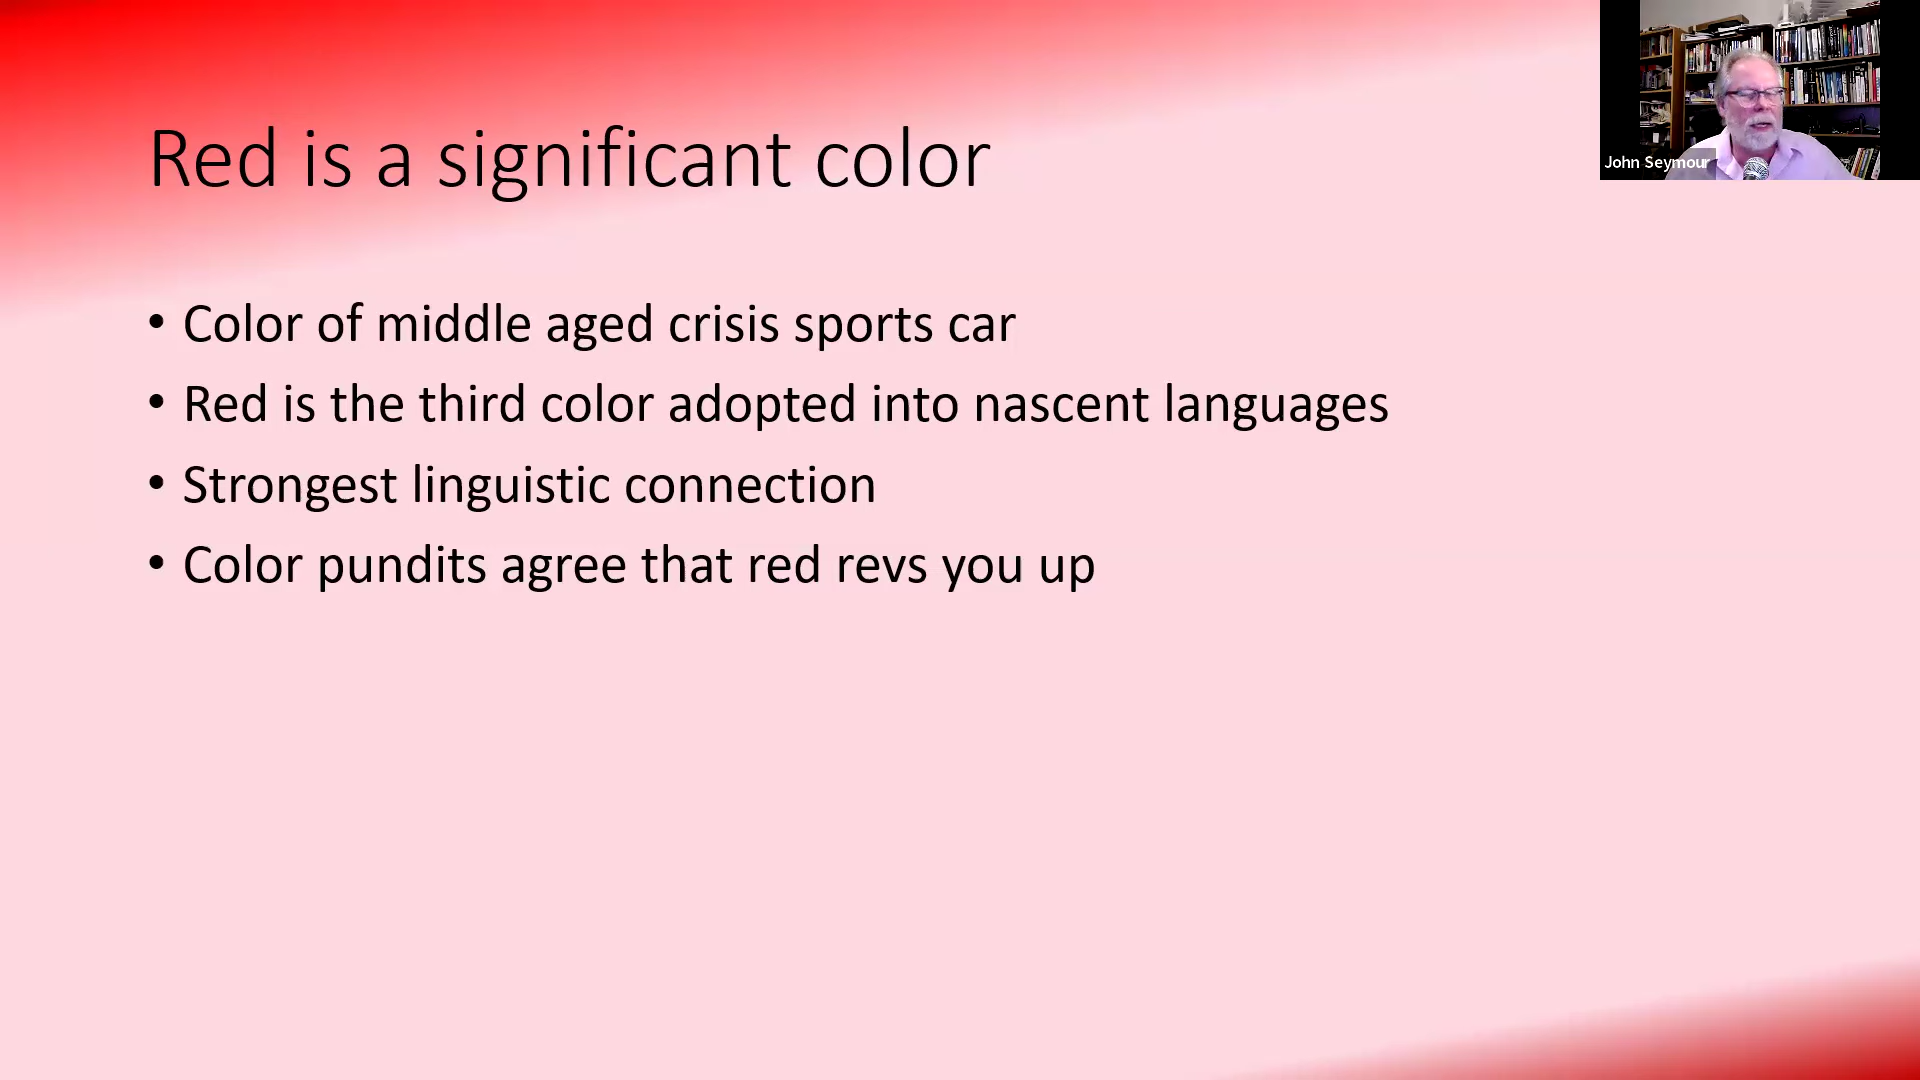 Red is a significant color
• Color of middle aged crisis sports car
• Red is the third color adopted into nascent languages
• Strongest linguistic connection
• Color pundits agree that red revs you up
John Seymour